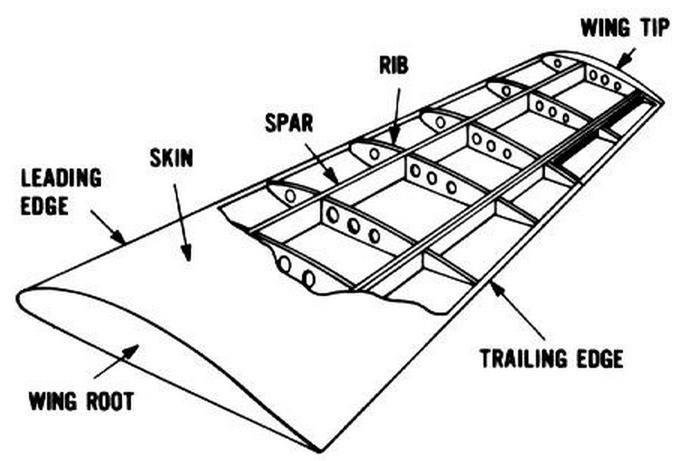 WING TIP
RIB
SPAR
SKIN
LEADING
EDGE
TRAILING EDGE
WING ROOT